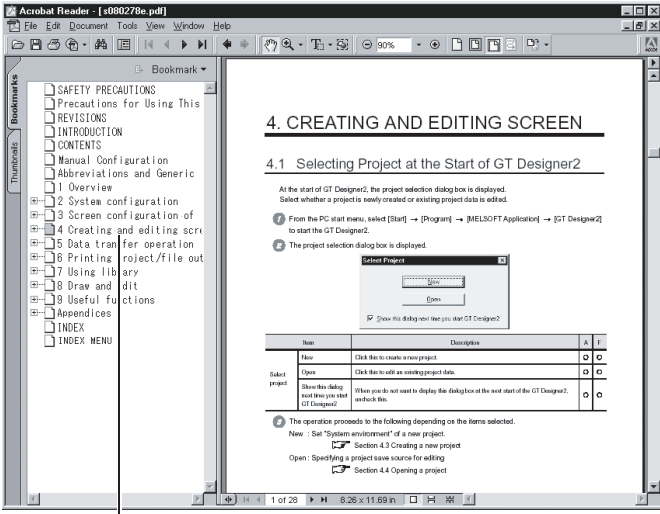 Acrobat Reader - [s080278e.pdf]
File Edit Document Tools View Window Help
90%
Bookmarks
Thumbnails
Bookmark
SAFETY PRECAUTIONS
Precautions for Using This
REVISIONS
INTRODUCTION
CONTENTS
Manual Configuration
Abbreviations and Generic
1 Overview
2 System configuration
3 Screen configuration of
4 Creating and editing scre
5 Data transfer operation
6 Printing project/file out
7 Using library
8 Draw and edit
9 Useful functions
Appendices
INDEX
INDEX MENU
4. CREATING AND EDITING SCREEN
4.1 Selecting Project at the Start of GT Designer2
At the start of GT Designer2, the project selection dialog box is displayed.
Select whether a project is newly created or existing project data is edited.
1 From the PC start menu, select [Start] → [Program] → [MELSOFT Application] → [GT Designer2]
to start the GT Designer2.
2 The project selection dialog box is displayed.
Select Project
New
Open
Show this dialog next time you start GT Designer2
Item Description A F
Select project
New Click this to create a new project. O O
Open Click this to edit an existing project data. O O
Show this dialog
next time you start
GT Designer2
When you do not want to display this dialog box at the next start of the GT Designer2,
uncheck this. O O
3 The operation proceeds to the following depending on the items selected.
New : Set "System environment" of a new project.
Section 4.3 Creating a new project
Open : Specifying a project save source for editing
Section 4.4 Opening a project
1 of 28 8.26 x 11.69 in